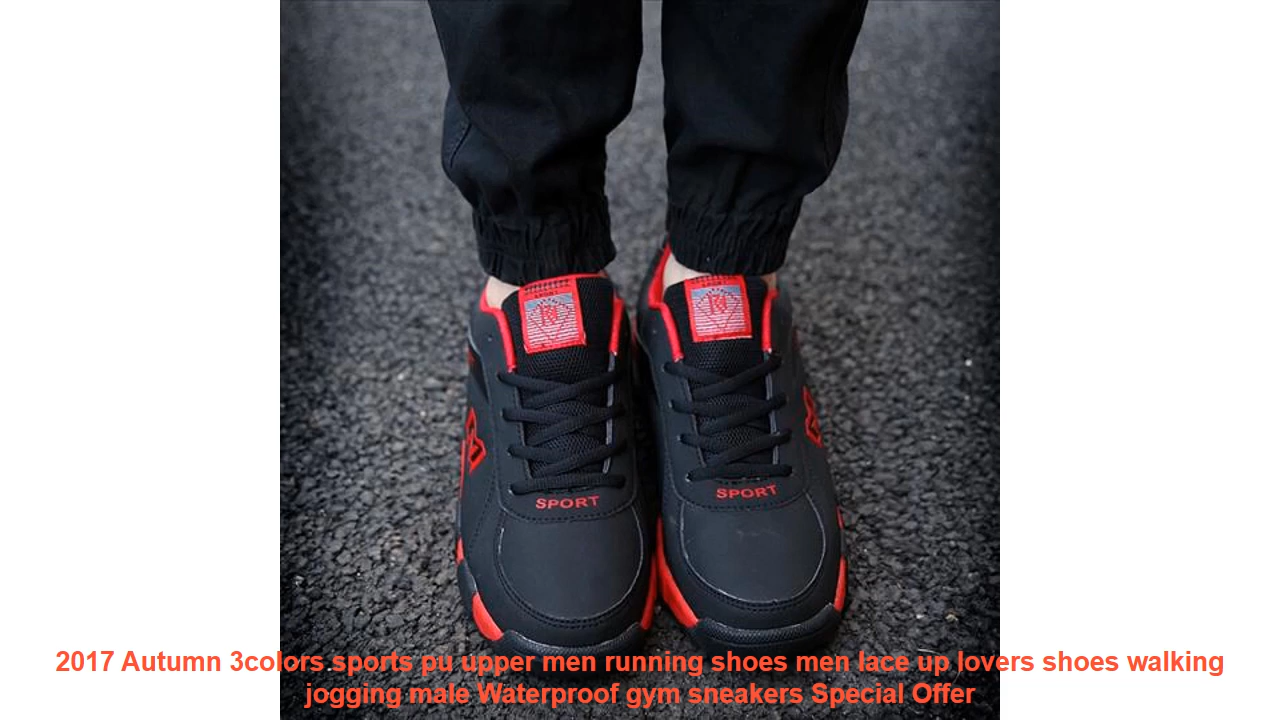 SPORT
SPORT
SPORT
2017 Autumn 3colors sports pu upper men running shoes men lace up lovers shoes walking
jogging male Waterproof gym sneakers Special Offer